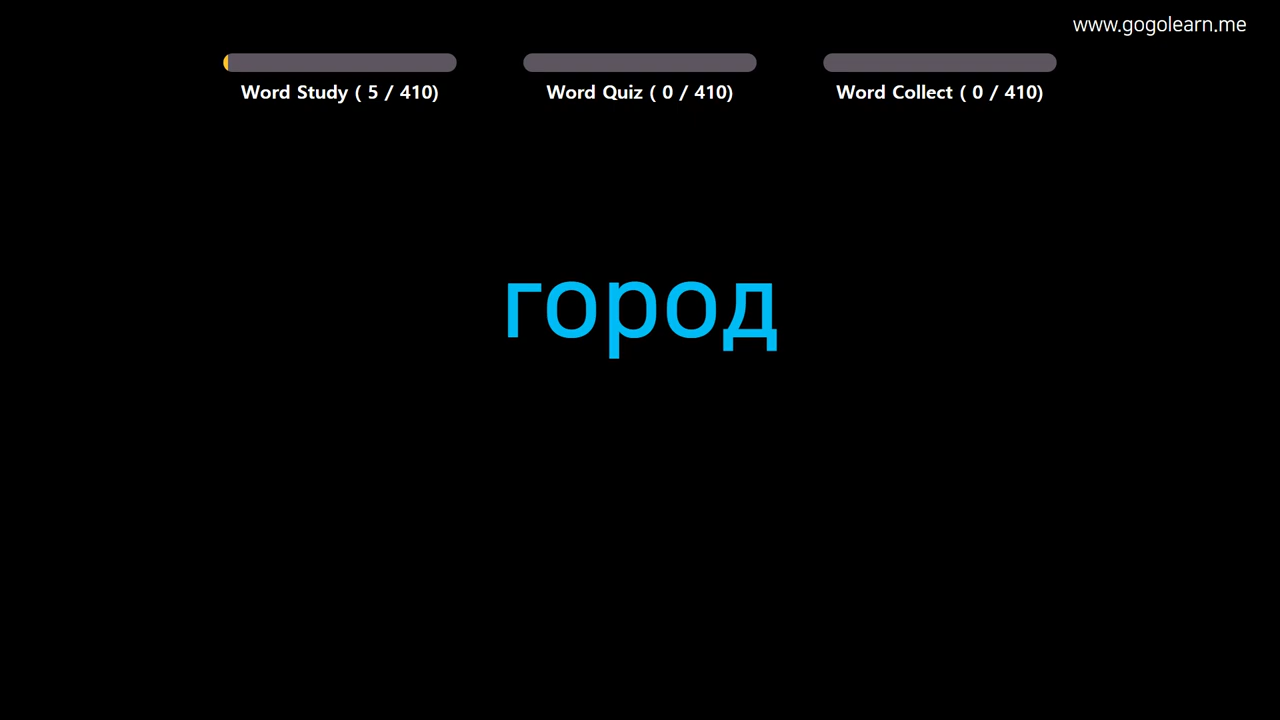 www.gogolearn.me
Word Study ( 5 / 410)
Word Quiz ( 0 / 410)
Word Collect ( 0 / 410)
город